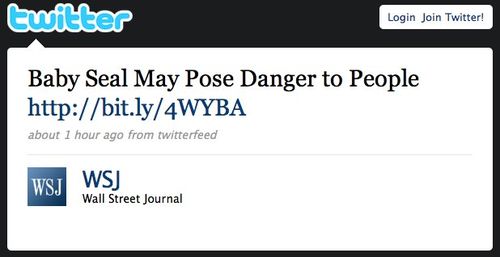 twitter
Login Join Twitter!
Baby Seal May Pose Danger to People
http://bit.ly/4WYBA
about 1 hour ago from twitterfeed
WSJ
WSJ
Wall Street Journal